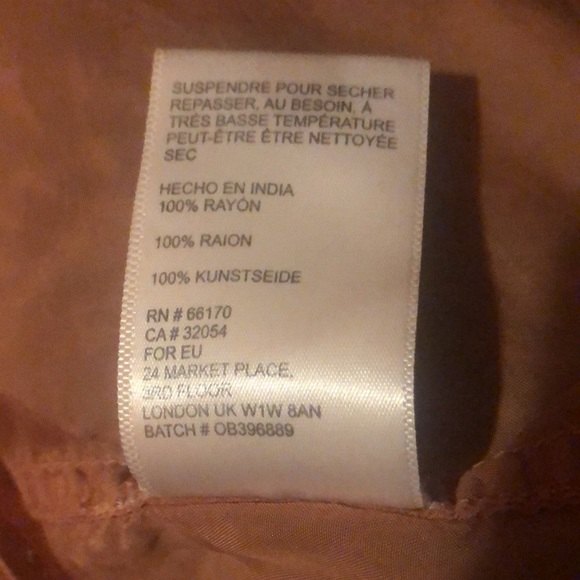 SUSPENDRE POUR SECHER
REPASSER, AU BESOIN, A
TRÉS BASSE TEMPÉRATURE
PEUT-ÊTRE ÊTRE NETTOYÉE
SEC
HECHO EN INDIA
100% RAYÓN
100% RAION
100% KUNSTSEIDE
RN # 66170
CA # 32054
FOR EU
24 MARKET PLACE,
3RD FLOOR
LONDON UK W1W 8AN
BATCH # OB396889